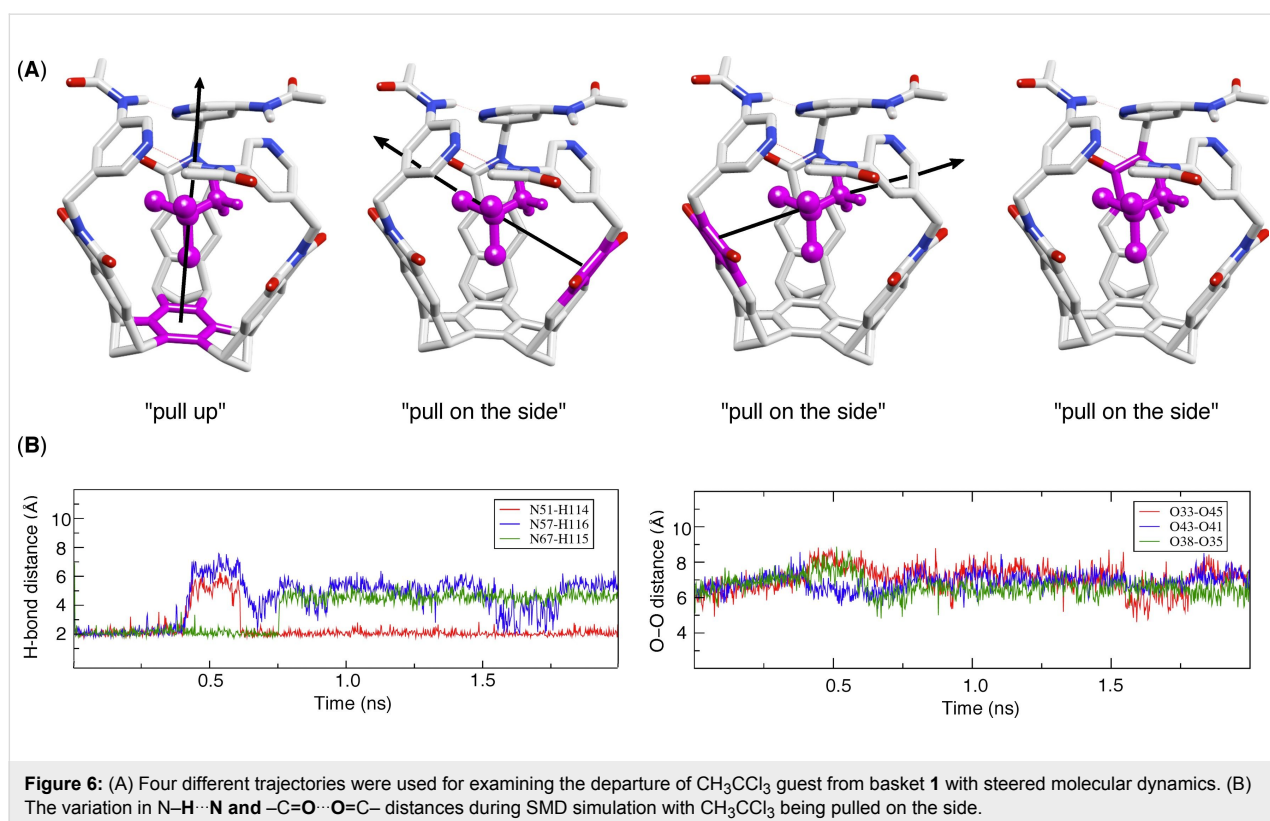 (A)
"pull up" "pull on the side" "pull on the side" "pull on the side"
(B)
H-bond distance (Å)
10
8
6
4
2
0.5 1.0 1.5
Time (ns)
N51-H114
N57-H116
N67-H115
O–O distance (Å)
10
8
6
4
0.5 1.0 1.5
Time (ns)
O33-O45
O43-O41
O38-O35
Figure 6: (A) Four different trajectories were used for examining the departure of CH₃CCl₃ guest from basket 1 with steered molecular dynamics. (B)
The variation in N–H···N and –C=O···O=C– distances during SMD simulation with CH₃CCl₃ being pulled on the side.